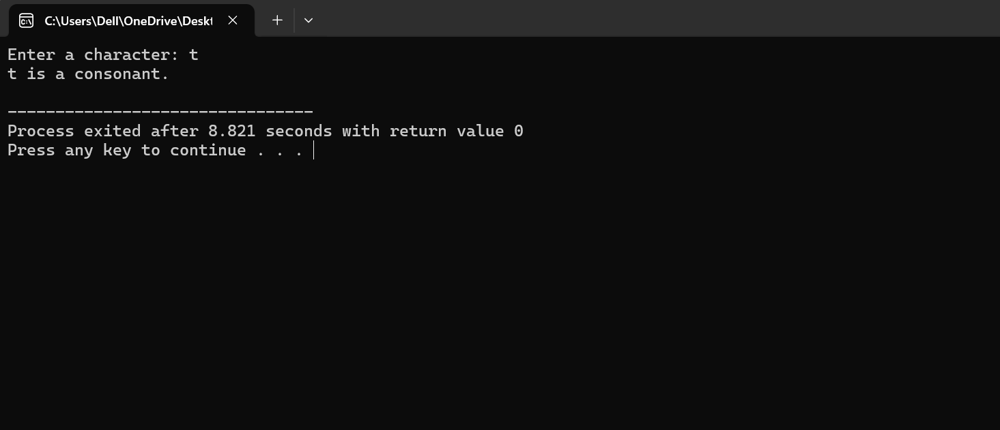 C:\Users\Dell\OneDrive\Deskt
Enter a character: t
t is a consonant.
--------------------------------
Process exited after 8.821 seconds with return value 0
Press any key to continue . . .